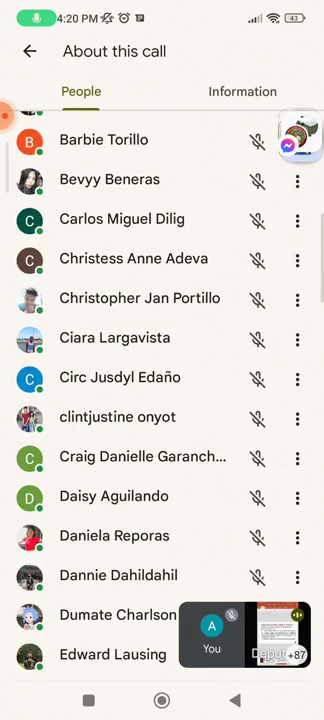 4:20 PM
43
About this call
People
Information
B
Barbie Torillo
Bevyy Beneras
C
Carlos Miguel Dilig
C
Christess Anne Adeva
Christopher Jan Portillo
Ciara Largavista
C
Circ Jusdyl Edaño
clintjustine onyot
C
Craig Danielle Garanch...
D
Daisy Aguilando
Daniela Reporas
Dannie Dahildahil
Dumate Charlson
Edward Lausing
A
You
Deput
+87